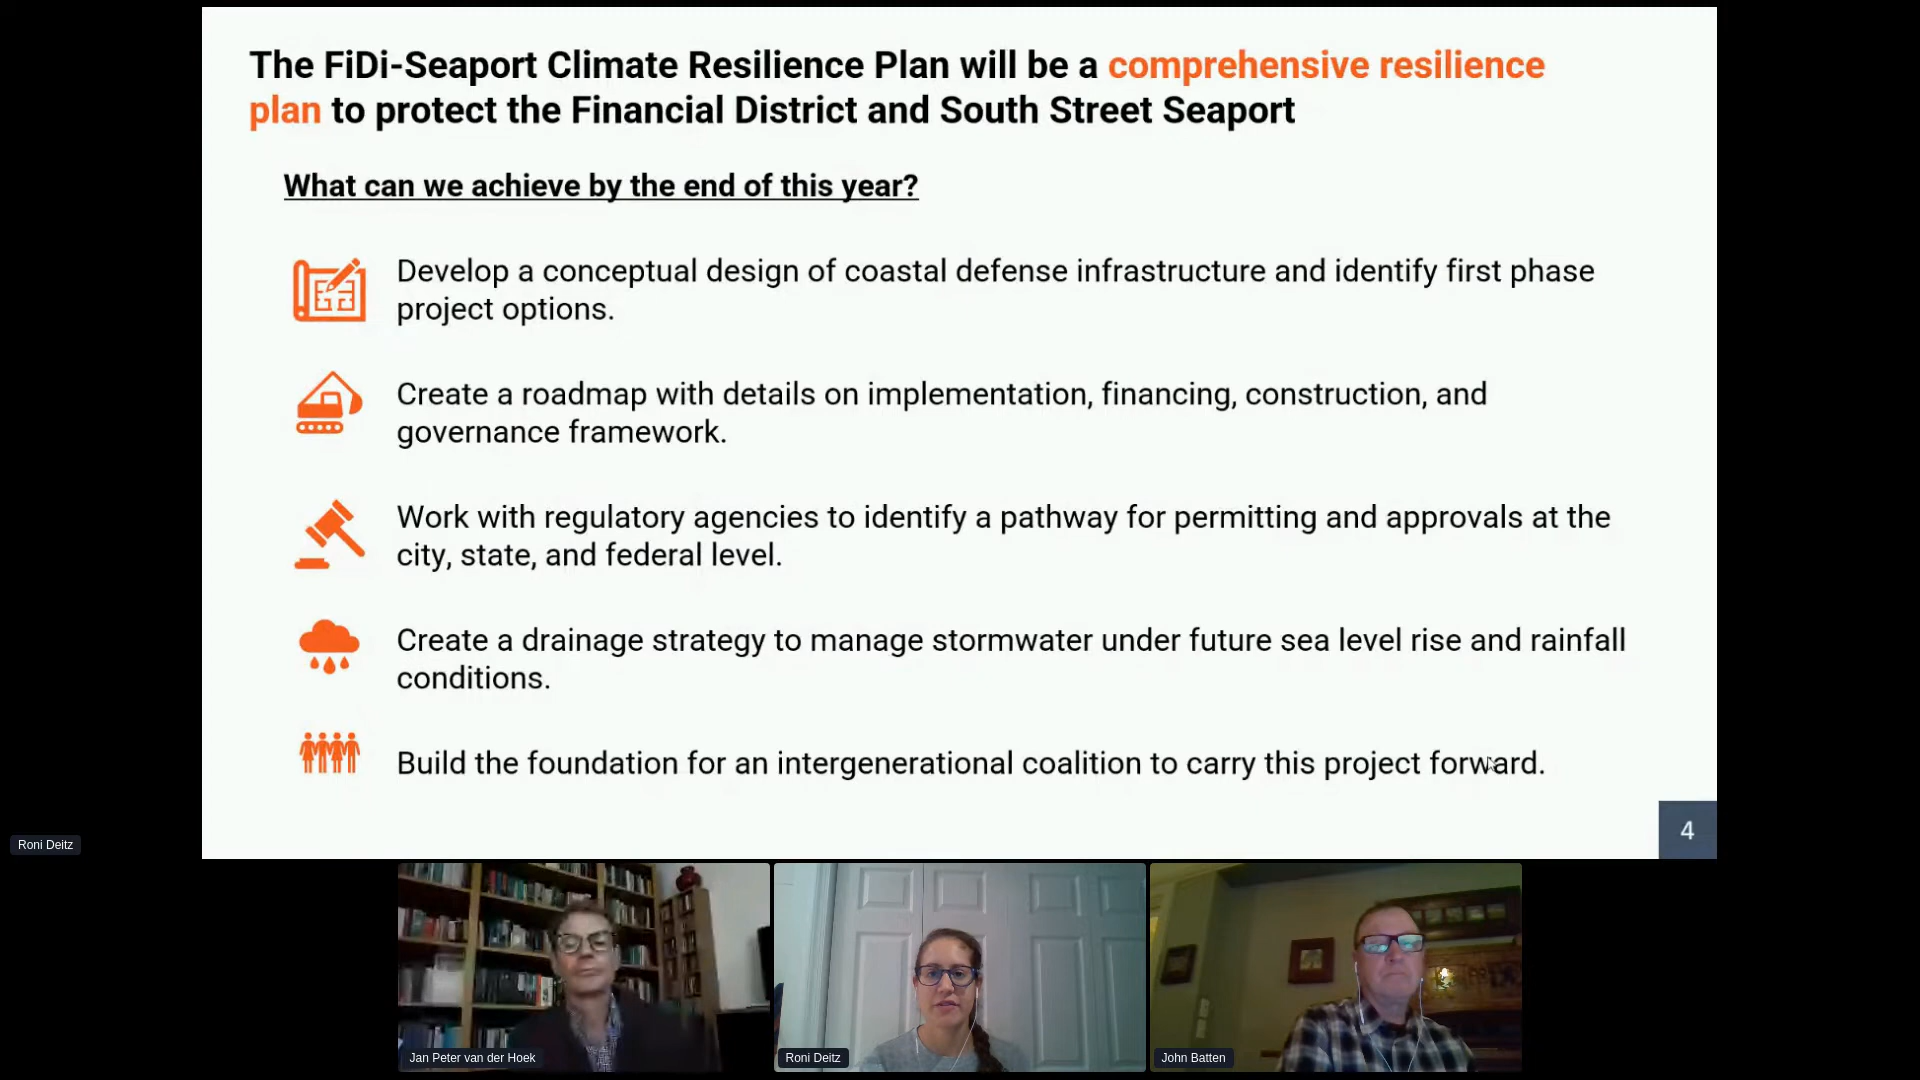 The FiDi-Seaport Climate Resilience Plan will be a comprehensive resilience
plan to protect the Financial District and South Street Seaport
What can we achieve by the end of this year?
Develop a conceptual design of coastal defense infrastructure and identify first phase
project options.
Create a roadmap with details on implementation, financing, construction, and
governance framework.
Work with regulatory agencies to identify a pathway for permitting and approvals at the
city, state, and federal level.
Create a drainage strategy to manage stormwater under future sea level rise and rainfall
conditions.
Build the foundation for an intergenerational coalition to carry this project forward.
4
Roni Deitz
Jan Peter van der Hoek
Roni Deitz
John Batten